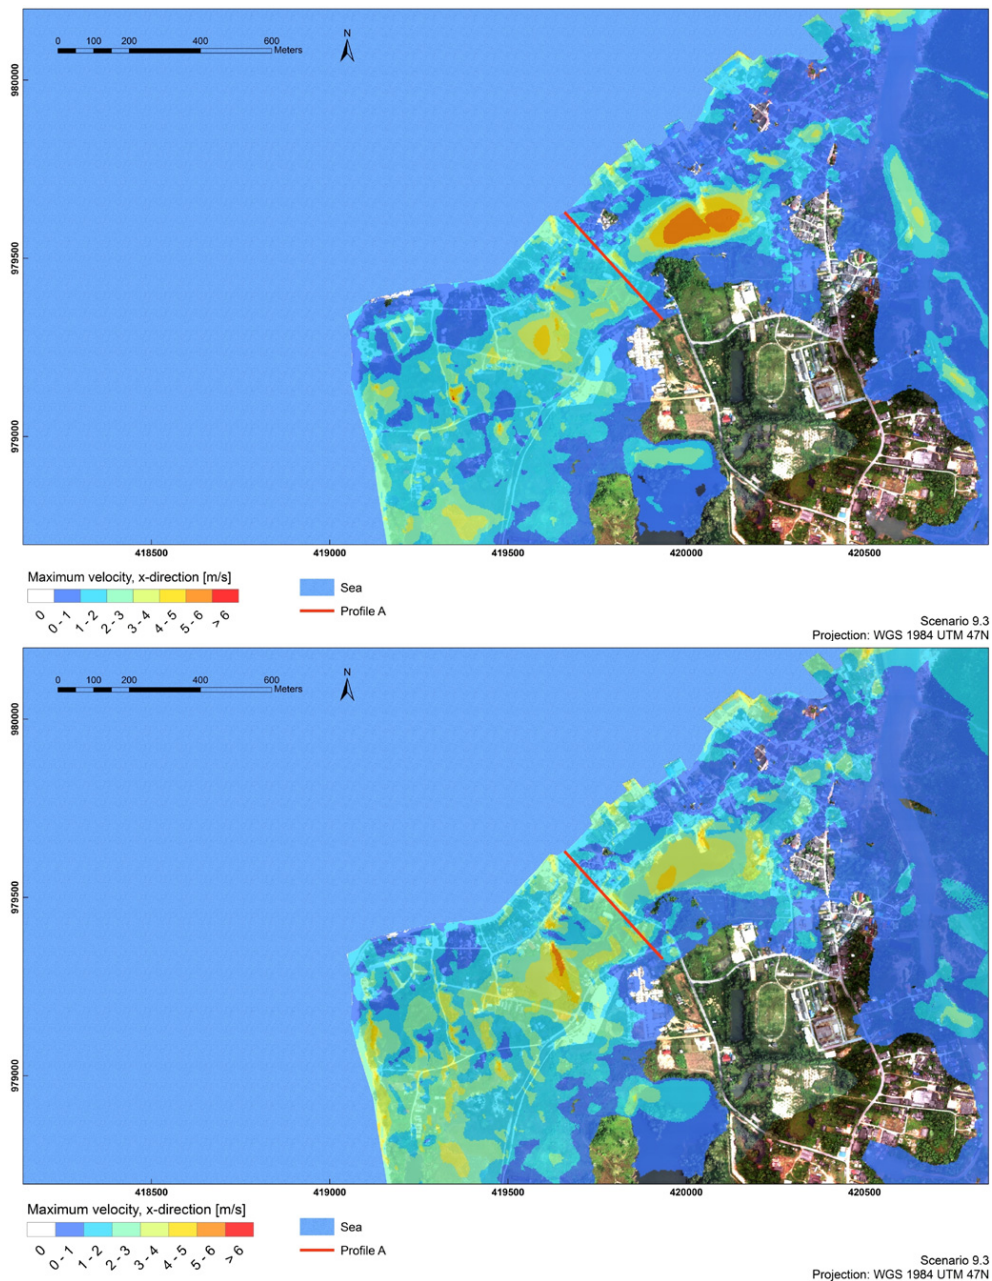 0 100 200 400 600
Meters
N
980000
979500
979000
418500 419000 419500 420000 420500
Maximum velocity, x-direction [m/s]
0 0 - 1 1 - 2 2 - 3 3 - 4 4 - 5 5 - 6 > 6
Sea
Profile A
Scenario 9.3
Projection: WGS 1984 UTM 47N
0 100 200 400 600
Meters
N
980000
979500
979000
418500 419000 419500 420000 420500
Maximum velocity, x-direction [m/s]
0 0 - 1 1 - 2 2 - 3 3 - 4 4 - 5 5 - 6 > 6
Sea
Profile A
Scenario 9.3
Projection: WGS 1984 UTM 47N